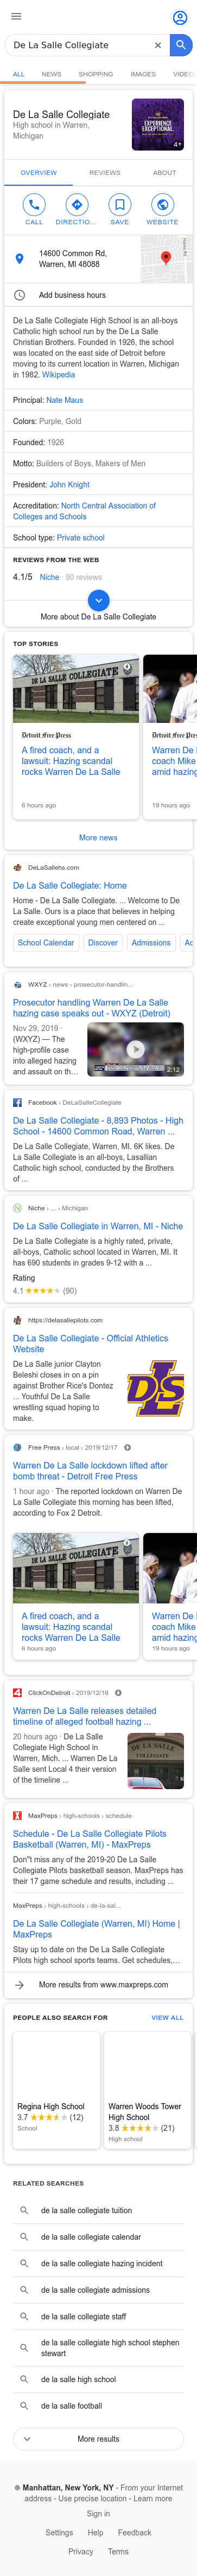 De La Salle Collegiate
ALL NEWS SHOPPING IMAGES
De La Salle Collegiate
High school in Warren,
Michigan
EXPERIENCE
EXCEPTIONAL
4+
OVERVIEW REVIEWS ABOUT
CALL DIRECTIO... SAVE WEBSITE
14600 Common Rd,
Warren, MI 48088
Add business hours
De La Salle Collegiate High School is an all-boys
Catholic high school run by the De La Salle
Christian Brothers. Founded in 1926, the school
was located on the east side of Detroit before
moving to its current location in Warren, Michigan
in 1982. Wikipedia
Principal: Nate Maus
Colors: Purple, Gold
Founded: 1926
Motto: Builders of Boys, Makers of Men
President: John Knight
Accreditation: North Central Association of
Colleges and Schools
School type: Private school
REVIEWS FROM THE WEB
4.1/5 Niche · 90 reviews
More about De La Salle Collegiate
TOP STORIES
DE LA SALLE COLLEGIATE
Detroit Free Press
A fired coach, and a
lawsuit: Hazing scandal
rocks Warren De La Salle
6 hours ago
Detroit Free Pres
Warren De
coach Mike
amid hazing
19 hours ago
More news
DeLaSallehs.com
De La Salle Collegiate: Home
Home - De La Salle Collegiate. ... Welcome to De
La Salle. Ours is a place that believes in helping
create exceptional young men centered on ...
School Calendar Discover Admissions
WXYZ › news › prosecutor-handlin...
Prosecutor handling Warren De La Salle
hazing case speaks out - WXYZ (Detroit)
Nov 29, 2019 ·
(WXYZ) — The
high-profile case
into alleged hazing
and assault on th...
2:12
Facebook › DeLaSalleCollegiate
De La Salle Collegiate - 8,893 Photos - High
School - 14600 Common Road, Warren ...
De La Salle Collegiate, Warren, MI. 6K likes. De
La Salle Collegiate is an all-boys, Lasallian
Catholic high school, conducted by the Brothers
of ...
Niche › ... › Michigan
De La Salle Collegiate in Warren, MI - Niche
De La Salle Collegiate is a highly rated, private,
all-boys, Catholic school located in Warren, MI. It
has 690 students in grades 9-12 with a ...
Rating
4.1 (90)
https://delasallepilots.com
De La Salle Collegiate - Official Athletics
Website
De La Salle junior Clayton
Beleshi closes in on a pin
against Brother Rice's Dontez
... Youthful De La Salle
wrestling squad hoping to
make.
DLS
Free Press › local › 2019/12/17
Warren De La Salle lockdown lifted after
bomb threat - Detroit Free Press
1 hour ago · The reported lockdown on Warren De
La Salle Collegiate this morning has been lifted,
according to Fox 2 Detroit.
DE LA SALLE COLLEGIATE
A fired coach, and a
lawsuit: Hazing scandal
rocks Warren De La Salle
6 hours ago
Warren De
coach Mike
amid hazing
19 hours ago
ClickOnDetroit › 2019/12/16
Warren De La Salle releases detailed
timeline of alleged football hazing ...
20 hours ago · De La Salle
Collegiate High School in
Warren, Mich. ... Warren De La
Salle and Local 4 their version
of the timeline ...
DE LA SALLE
COLLEGIATE
MaxPreps › high-schools › schedule
Schedule - De La Salle Collegiate Pilots
Basketball (Warren, MI) - MaxPreps
Don"t miss any of the 2019-20 De La Salle
Collegiate Pilots basketball season. MaxPreps has
their 17 game schedule and results, including ...
MaxPreps › high-schools › de-la-sal...
De La Salle Collegiate (Warren, MI) Home |
MaxPreps
Stay up to date on the De La Salle Collegiate
Pilots high school sports teams. Get schedules,...
More results from www.maxpreps.com
PEOPLE ALSO SEARCH FOR VIEW ALL
Regina High School
3.7 (12)
School
Warren Woods Tower
High School
3.8 (21)
High school
RELATED SEARCHES
de la salle collegiate tuition
de la salle collegiate calendar
de la salle collegiate hazing incident
de la salle collegiate admissions
de la salle collegiate staff
de la salle collegiate high school stephen
stewart
de la salle high school
de la salle football
More results
Manhattan, New York, NY - From your Internet
address - Use precise location - Learn more
Sign in
Settings Help Feedback
Privacy Terms